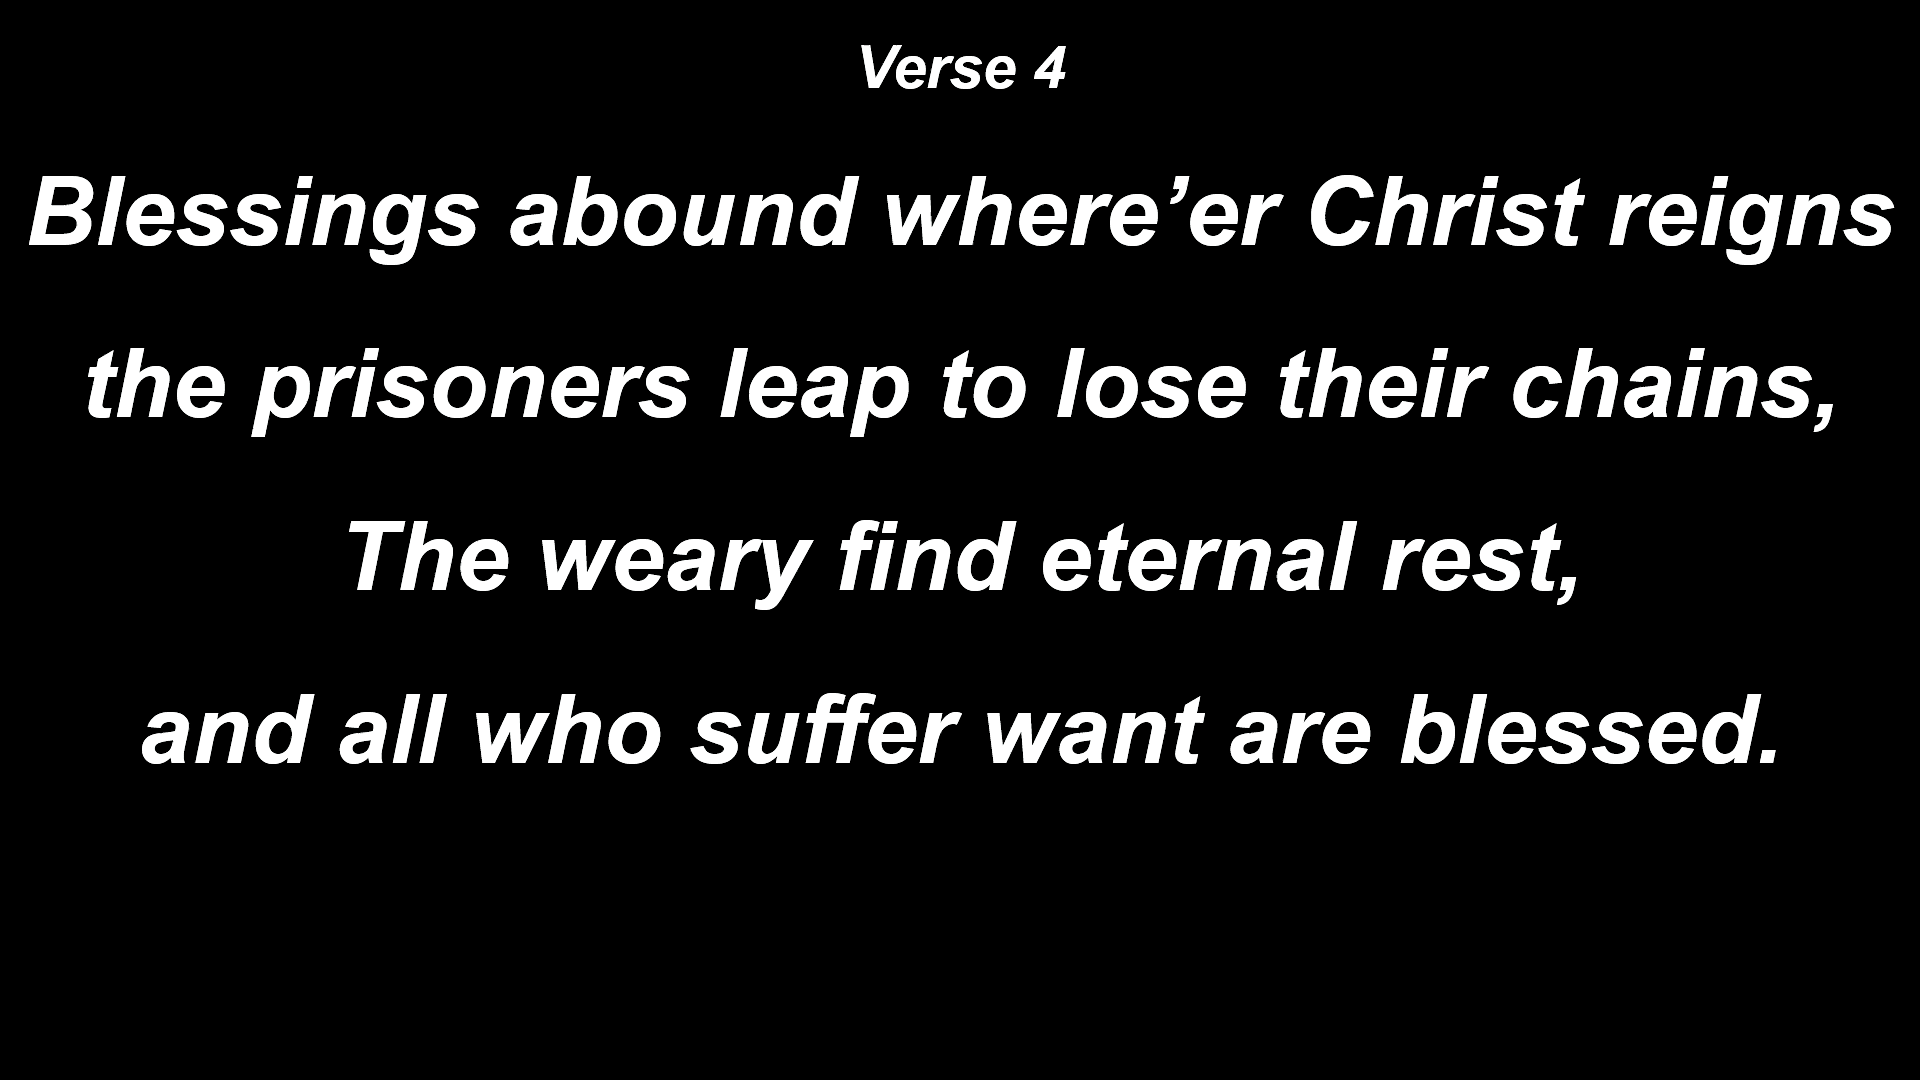 Verse 4
Blessings abound where’er Christ reigns
the prisoners leap to lose their chains,
The weary find eternal rest,
and all who suffer want are blessed.